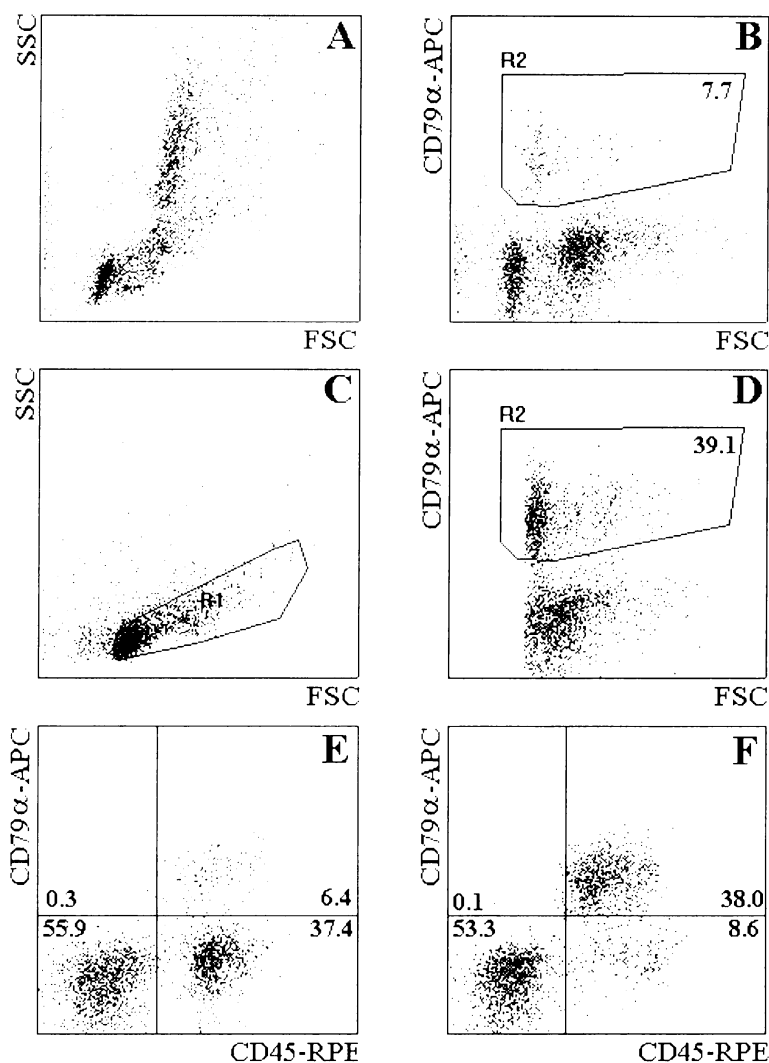 SSC
A
FSC
CD79α-APC
B
R2
7.7
FSC
SSC
C
R1
FSC
CD79α-APC
D
R2
39.1
FSC
CD79α-APC
E
0.3
6.4
55.9
37.4
CD45-RPE
CD79α-APC
F
0.1
38.0
53.3
8.6
CD45-RPE